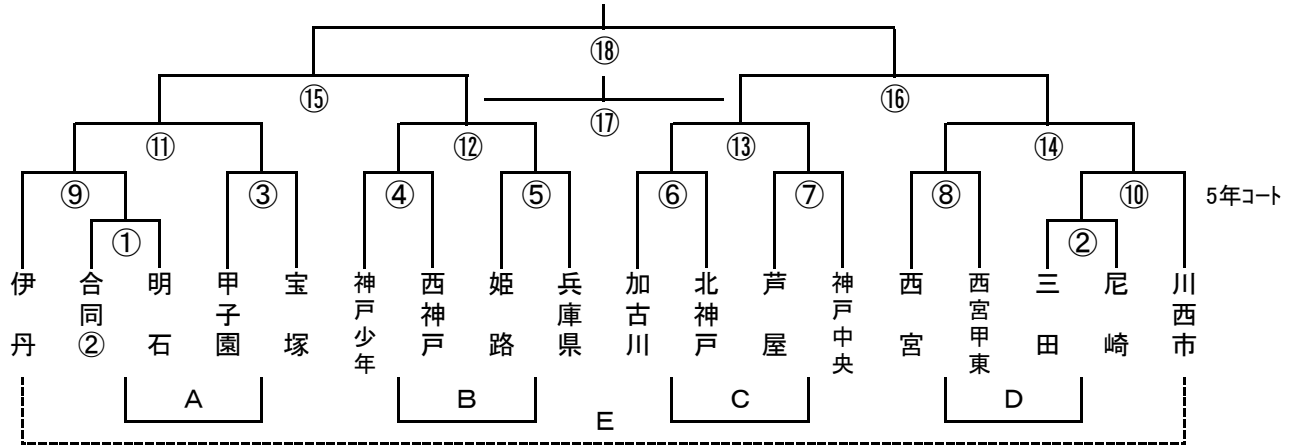 ⑱
⑮ ⑯
⑰
⑪ ⑫ ⑬ ⑭
⑨ ③ ④ ⑤ ⑥ ⑦ ⑧ ⑩ 5年コート
① ②
伊丹 合同② 明石 甲子園 宝塚 神戸少年 西神戸 姫路 兵庫県 加古川 北神戸 芦屋 神戸中央 西宮 西宮甲東 三田 尼崎 川西市
A B C D
E